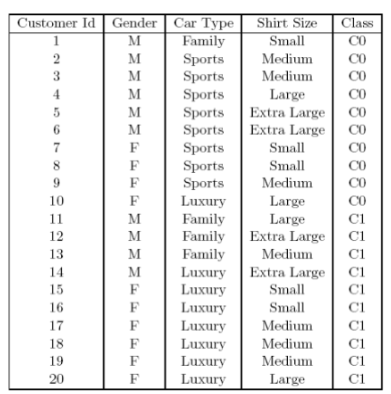 Customer Id Gender Car Type Shirt Size Class
1 M Family Small C0
2 M Sports Medium C0
3 M Sports Medium C0
4 M Sports Large C0
5 M Sports Extra Large C0
6 M Sports Extra Large C0
7 F Sports Small C0
8 F Sports Small C0
9 F Sports Medium C0
10 F Luxury Large C0
11 M Family Large C1
12 M Family Extra Large C1
13 M Family Medium C1
14 M Luxury Extra Large C1
15 F Luxury Small C1
16 F Luxury Small C1
17 F Luxury Medium C1
18 F Luxury Medium C1
19 F Luxury Medium C1
20 F Luxury Large C1